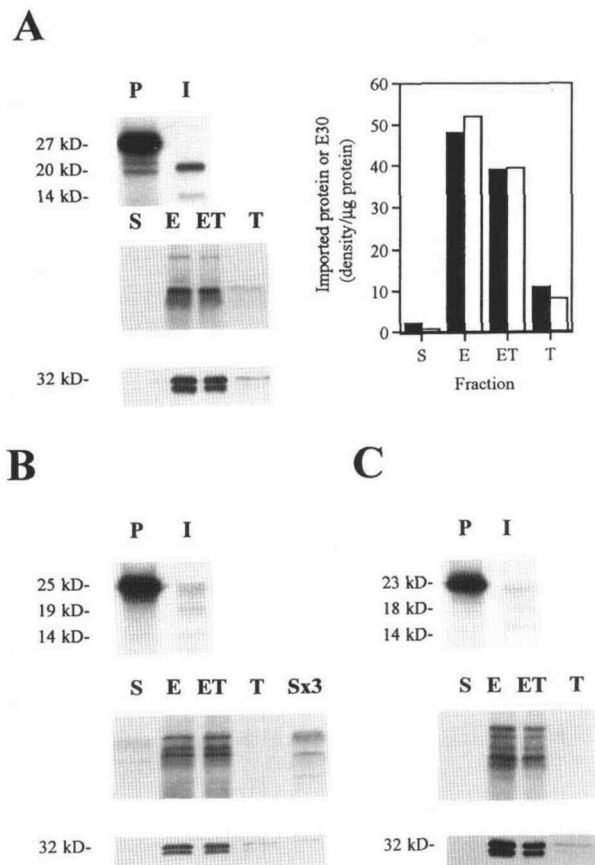 A
P I
27 kD-
20 kD-
14 kD-
S E ET T
32 kD-
Imported protein or E30
(density/µg protein)
60
50
40
30
20
10
0
S E ET T
Fraction
B
P I
25 kD-
19 kD-
14 kD-
S E ET T Sx3
32 kD-
C
P I
23 kD-
18 kD-
14 kD-
S E ET T
32 kD-